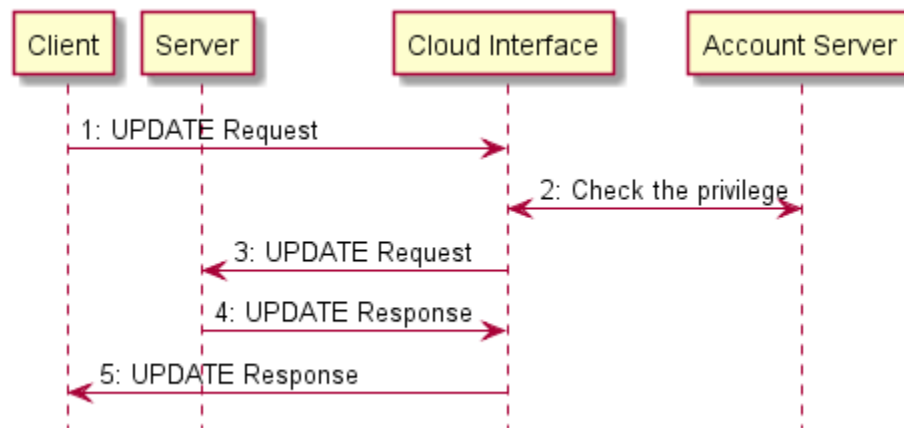 Client
Server
Cloud Interface
Account Server
1: UPDATE Request
2: Check the privilege
3: UPDATE Request
4: UPDATE Response
5: UPDATE Response